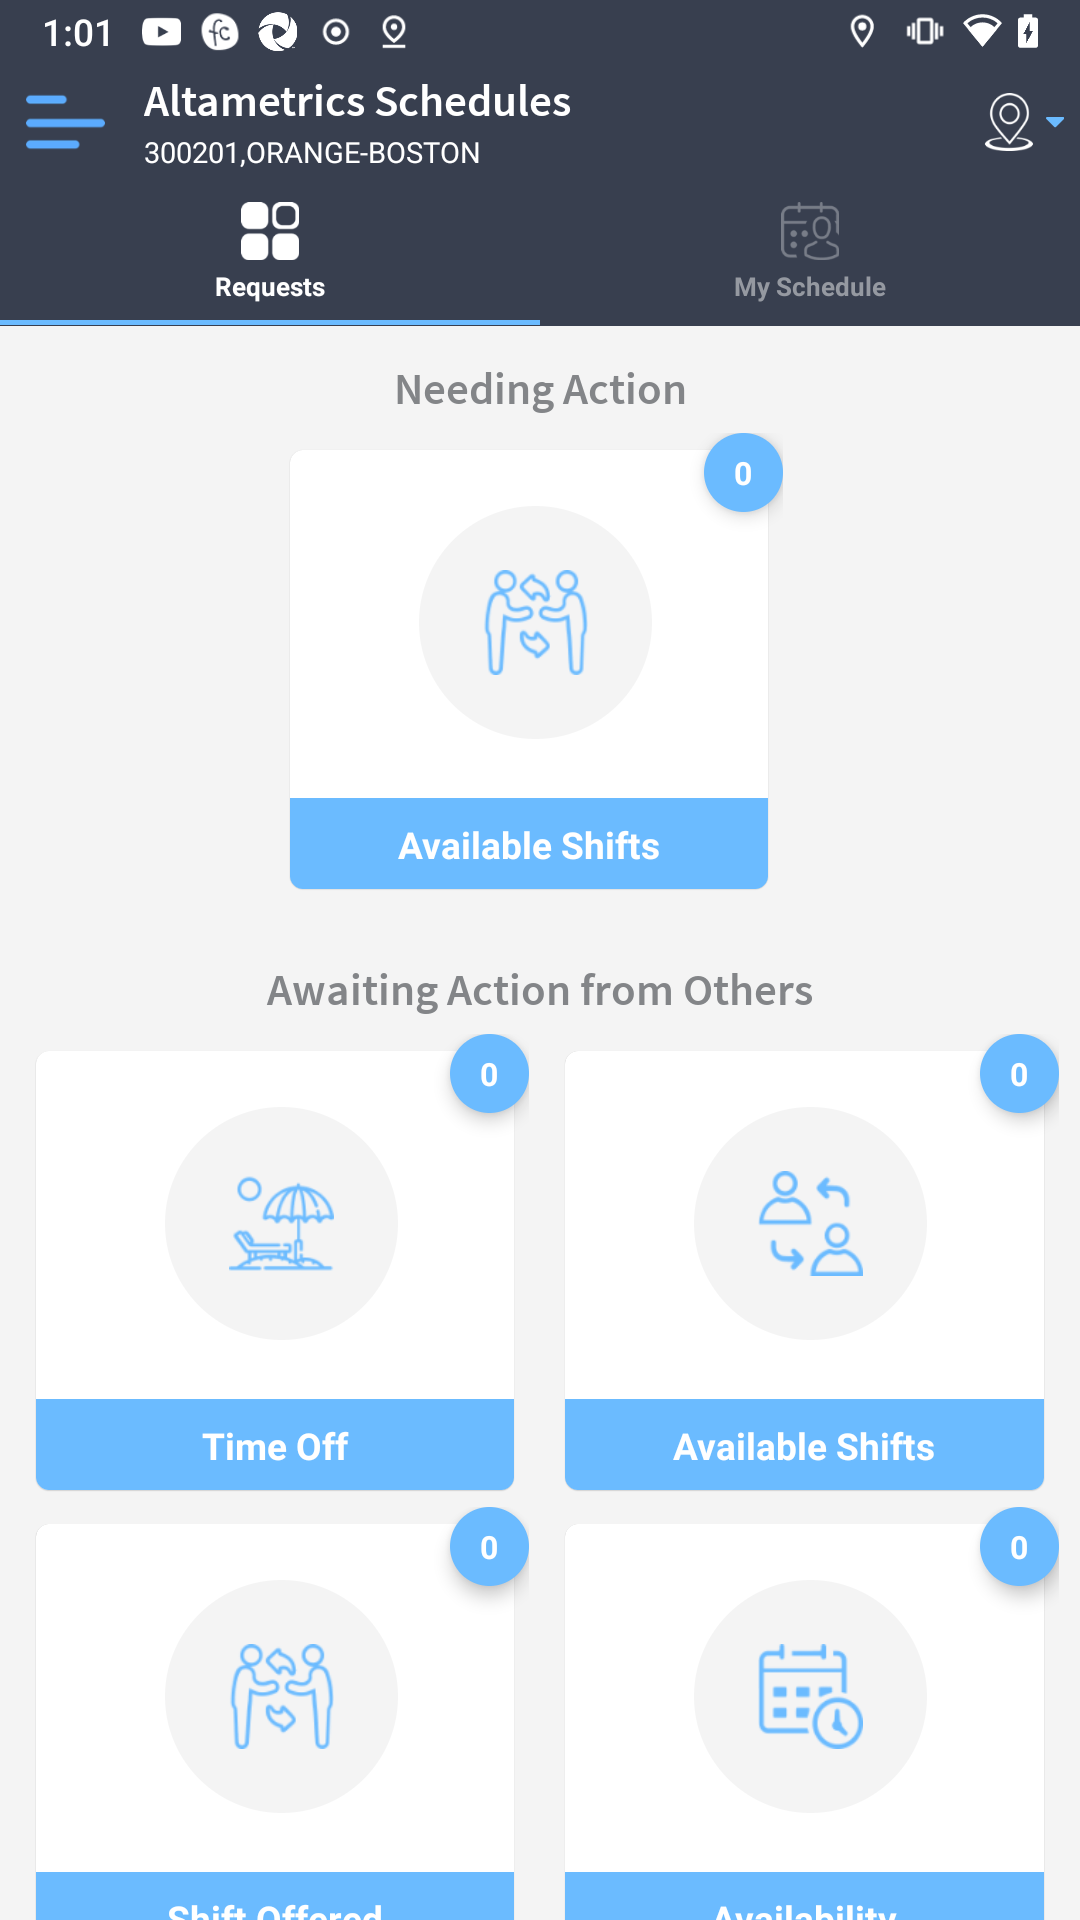 1:01
Altametrics Schedules
300201,ORANGE-BOSTON
Requests
My Schedule
Needing Action
0
Available Shifts
Awaiting Action from Others
0
0
Time Off
Available Shifts
0
0
Shift Offered
Availability